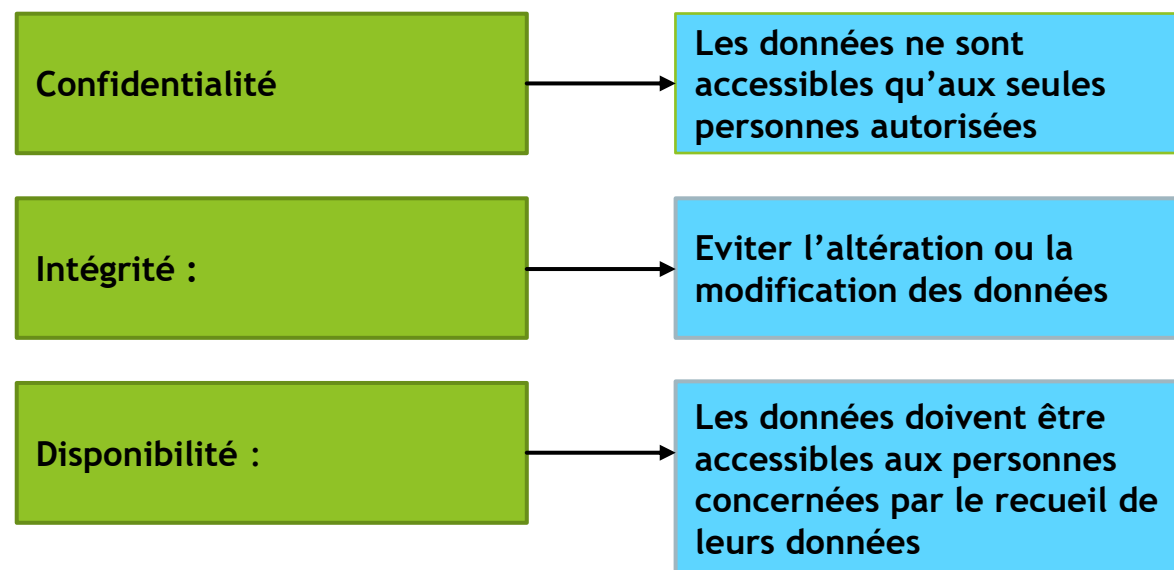 Confidentialité
Les données ne sont
accessibles qu’aux seules
personnes autorisées
Intégrité :
Eviter l’altération ou la
modification des données
Disponibilité :
Les données doivent être
accessibles aux personnes
concernées par le recueil de
leurs données